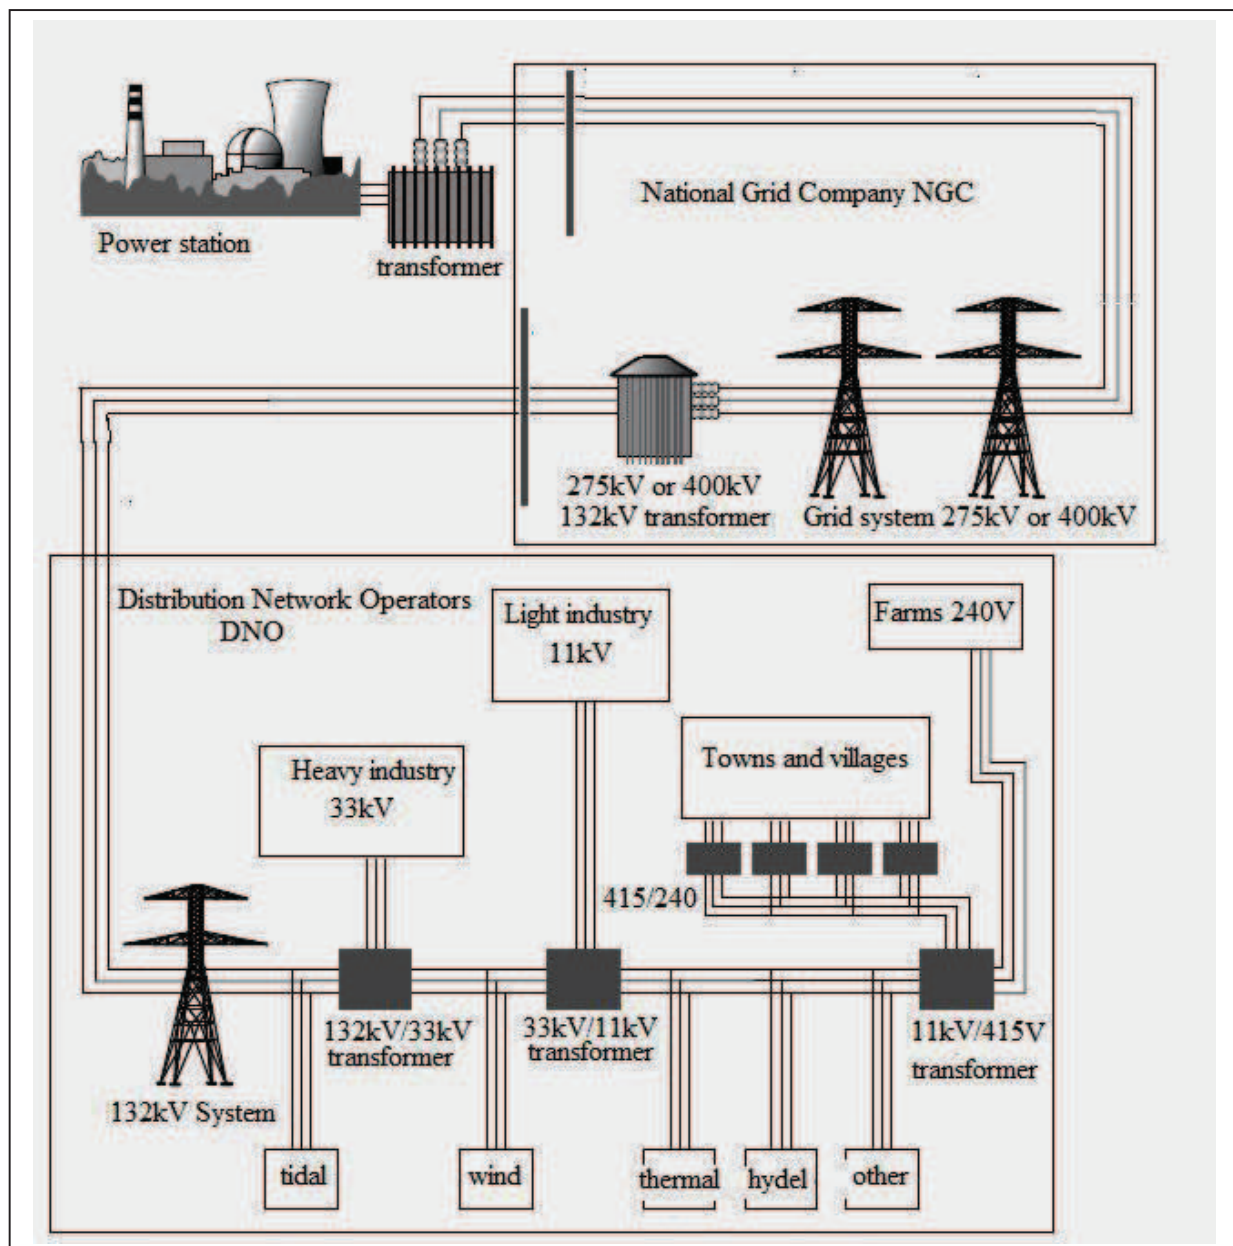 National Grid Company NGC
Power station
transformer
275kV or 400kV
132kV transformer
Grid system 275kV or 400kV
Distribution Network Operators
DNO
Light industry
11kV
Farms 240V
Heavy industry
33kV
Towns and villages
415/240
132kV/33kV
transformer
33kV/11kV
transformer
11kV/415V
transformer
132kV System
tidal
wind
thermal
hydel
other